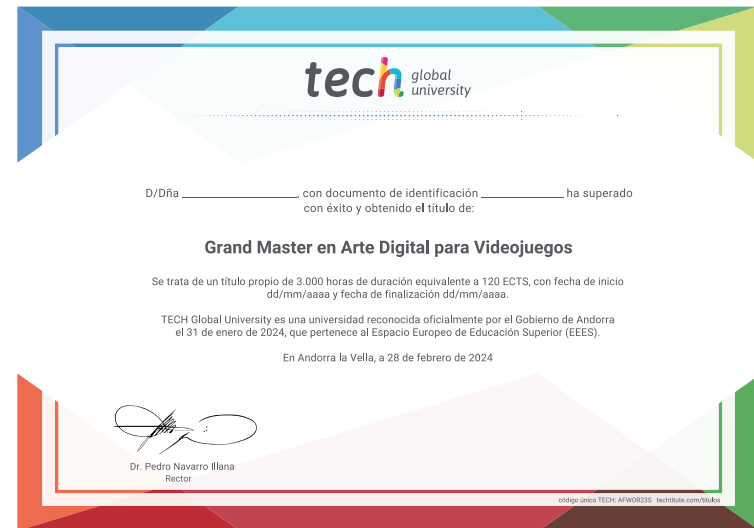 tech global university
D/Dña ____________________, con documento de identificación ______________ ha superado
con éxito y obtenido el título de:
Grand Master en Arte Digital para Videojuegos
Se trata de un título propio de 3.000 horas de duración equivalente a 120 ECTS, con fecha de inicio
dd/mm/aaaa y fecha de finalización dd/mm/aaaa.
TECH Global University es una universidad reconocida oficialmente por el Gobierno de Andorra
el 31 de enero de 2024, que pertenece al Espacio Europeo de Educación Superior (EEES).
En Andorra la Vella, a 28 de febrero de 2024
Dr. Pedro Navarro Illana
Rector
código único TECH: AFWOR23S techtitute.com/titulos